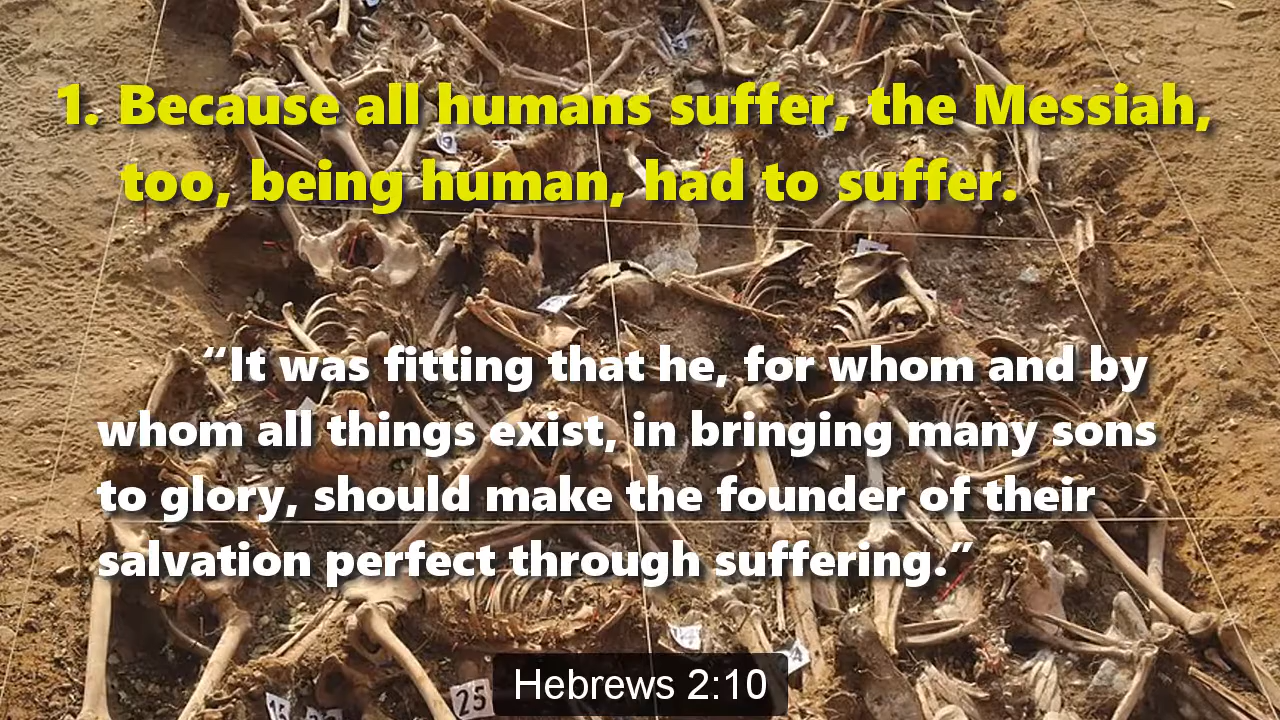 1. Because all humans suffer, the Messiah,
too, being human, had to suffer.
“It was fitting that he, for whom and by
whom all things exist, in bringing many sons
to glory, should make the founder of their
salvation perfect through suffering.”
25
4
Hebrews 2:10